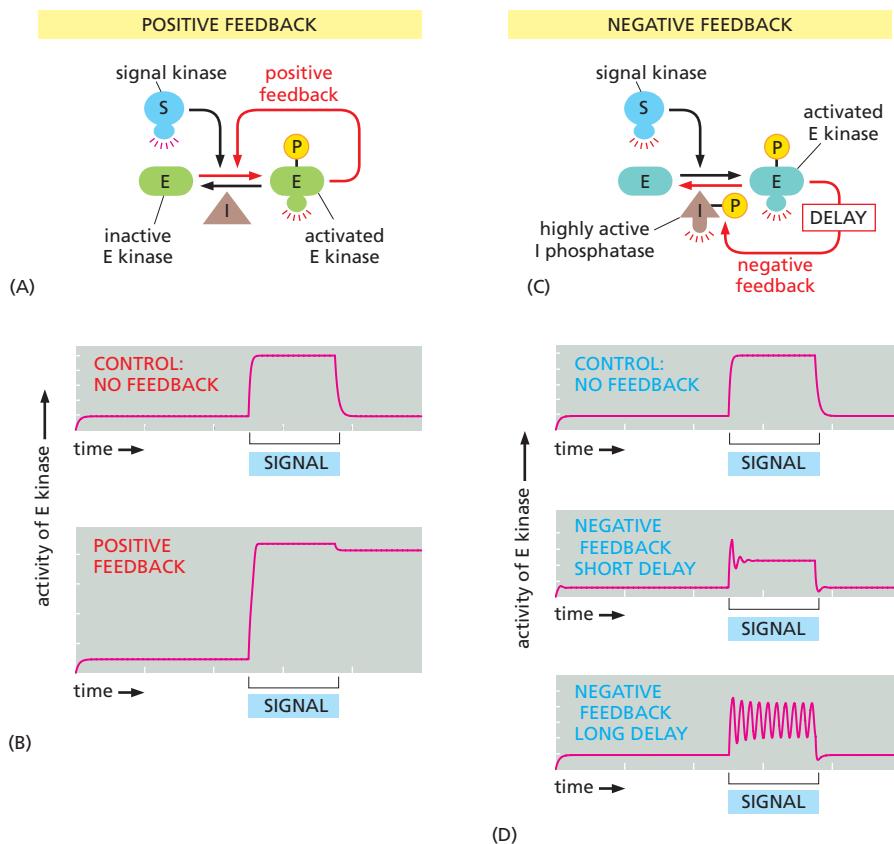 POSITIVE FEEDBACK
signal kinase
positive
feedback
S
P
E
E
I
inactive
E kinase
activated
E kinase
(A)
CONTROL:
NO FEEDBACK
time
SIGNAL
POSITIVE
FEEDBACK
time
SIGNAL
activity of E kinase
(B)
NEGATIVE FEEDBACK
signal kinase
activated
E kinase
S
P
E
E
I
P
DELAY
highly active
I phosphatase
negative
feedback
(C)
CONTROL:
NO FEEDBACK
time
SIGNAL
NEGATIVE
FEEDBACK
SHORT DELAY
time
SIGNAL
NEGATIVE
FEEDBACK
LONG DELAY
time
SIGNAL
activity of E kinase
(D)